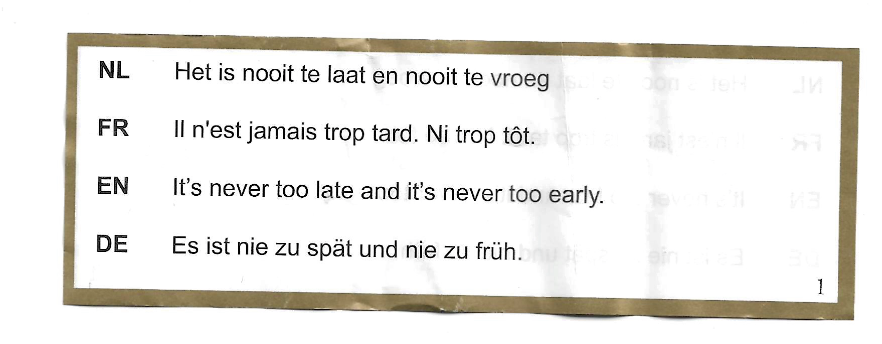 NL Het is nooit te laat en nooit te vroeg
FR Il n'est jamais trop tard. Ni trop tôt.
EN It's never too late and it's never too early.
DE Es ist nie zu spät und nie zu früh.
1